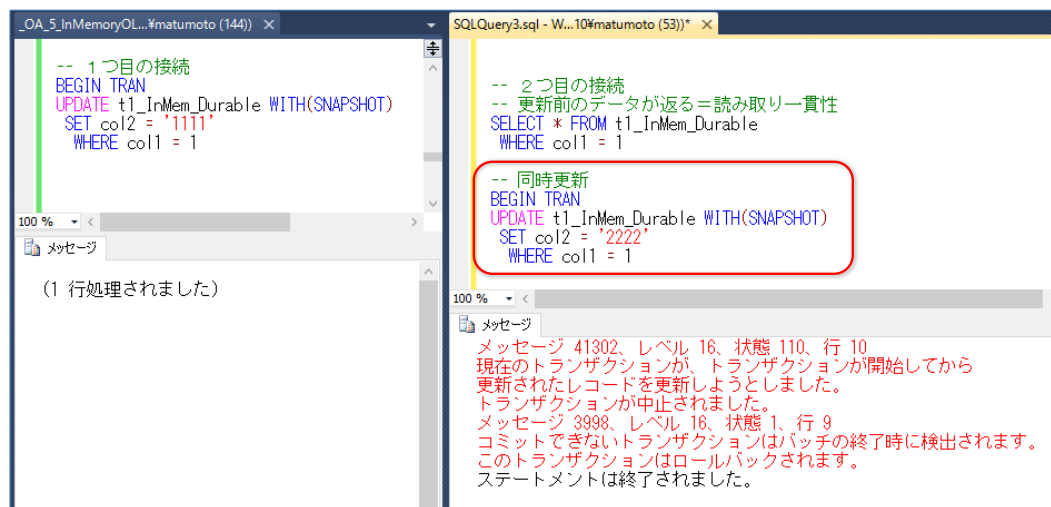 _OA_5_InMemoryOL...¥matumoto (144))
-- １つ目の接続
BEGIN TRAN
UPDATE t1_InMem_Durable WITH(SNAPSHOT)
SET col2 = '1111'
WHERE col1 = 1
100 %
メッセージ
(1 行処理されました)
SQLQuery3.sql - W...10¥matumoto (53))*
-- ２つ目の接続
-- 更新前のデータが返る＝読み取り一貫性
SELECT * FROM t1_InMem_Durable
WHERE col1 = 1
-- 同時更新
BEGIN TRAN
UPDATE t1_InMem_Durable WITH(SNAPSHOT)
SET col2 = '2222'
WHERE col1 = 1
100 %
メッセージ
メッセージ 41302、レベル 16、状態 110、行 10
現在のトランザクションが、トランザクションが開始してから
更新されたレコードを更新しようとしました。
トランザクションが中止されました。
メッセージ 3998、レベル 16、状態 1、行 9
コミットできないトランザクションはバッチの終了時に検出されます。
このトランザクションはロールバックされます。
ステートメントは終了されました。